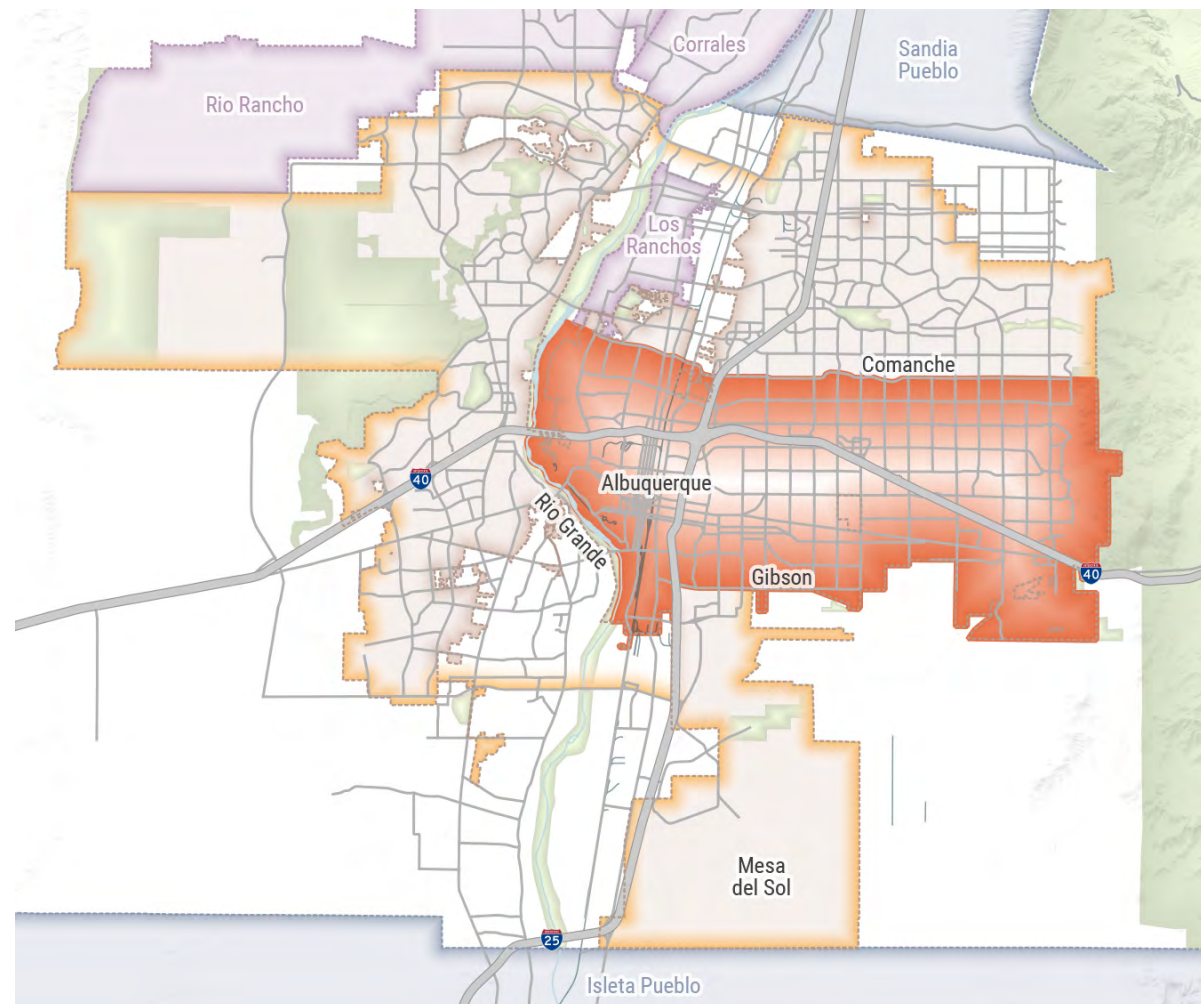 Corrales
Sandia
Pueblo
Rio Rancho
Los
Ranchos
Comanche
40
Albuquerque
Rio Grande
Gibson
40
Mesa
del Sol
25
Isleta Pueblo